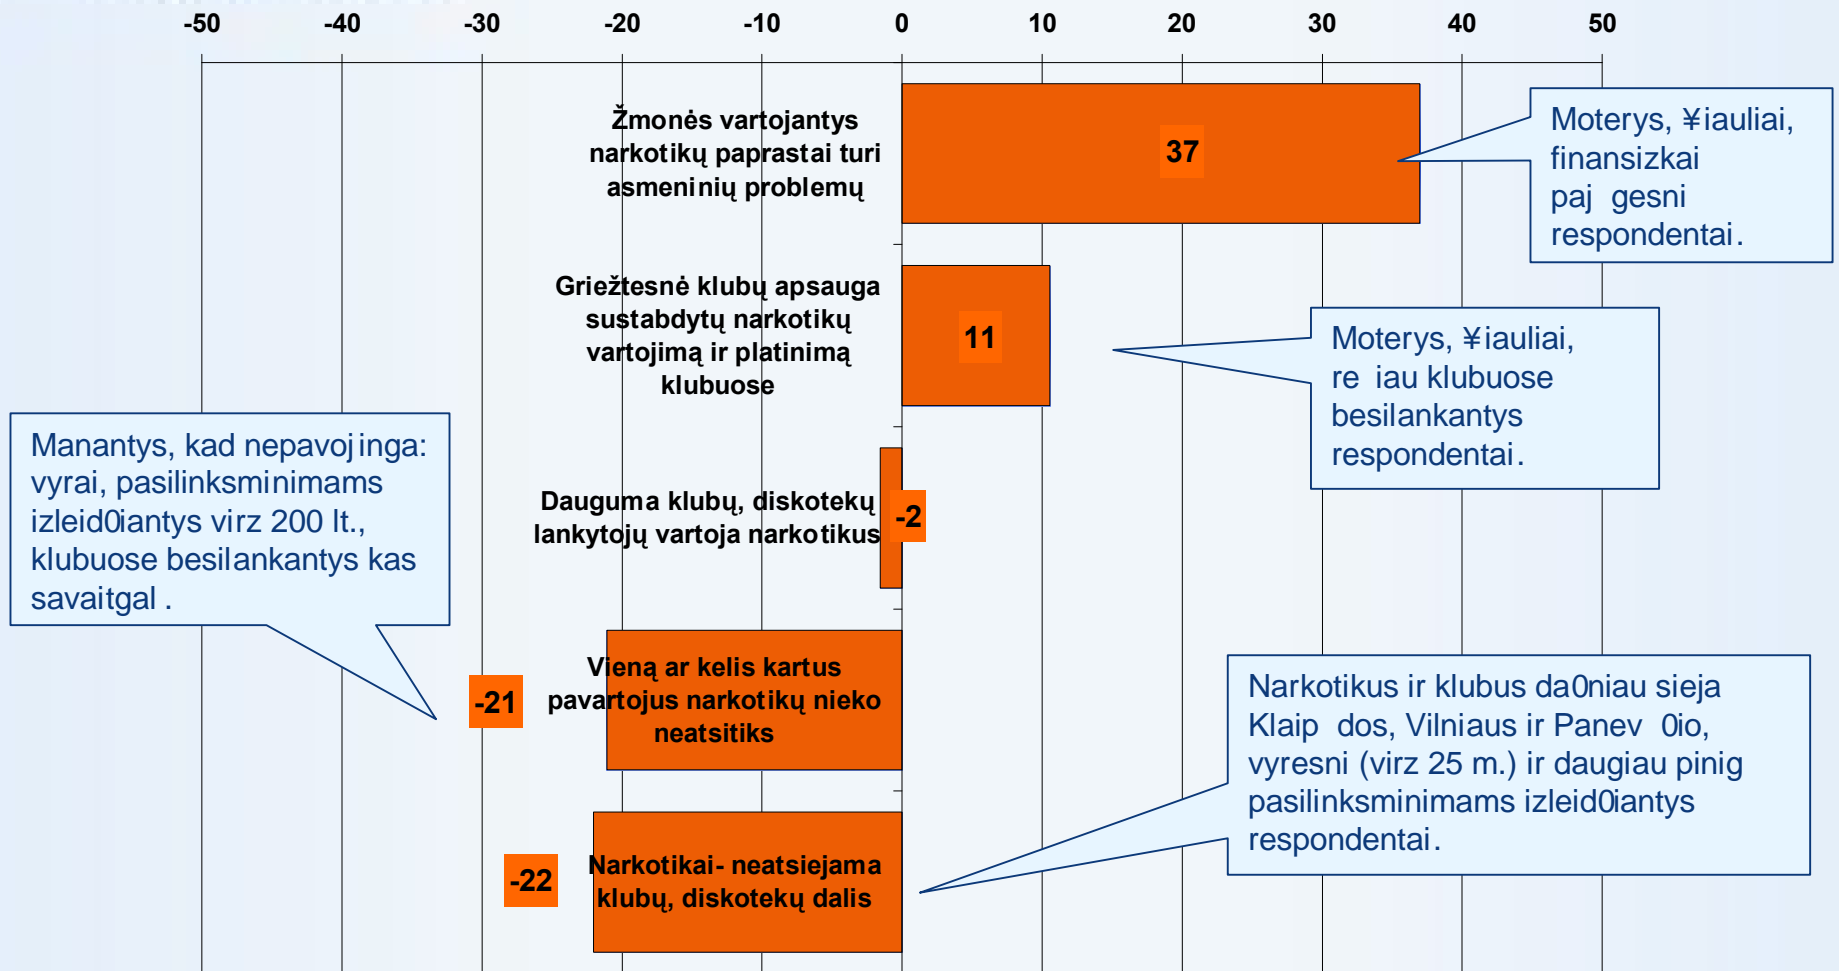 -50 -40 -30 -20 -10 0 10 20 30 40 50
Žmonės vartojantys
narkotikų paprastai turi
asmeninių problemų
37
Moterys, ¥iauliai,
finansizkai
paj gesni
respondentai.
Griežtesnė klubų apsauga
sustabdytų narkotikų
vartojimą ir platinimą
klubuose
11
Moterys, ¥iauliai,
re iau klubuose
besilankantys
respondentai.
Manantys, kad nepavojinga:
vyrai, pasilinksminimams
izleid0iantys virz 200 lt.,
klubuose besilankantys kas
savaitgal .
Dauguma klubų, diskotekų
lankytojų vartoja narkotikus
-2
Vieną ar kelis kartus
pavartojus narkotikų nieko
neatsitiks
-21
Narkotikus ir klubus da0niau sieja
Klaip dos, Vilniaus ir Panev 0io,
vyresni (virz 25 m.) ir daugiau pinig
pasilinksminimams izleid0iantys
respondentai.
Narkotikai- neatsiejama
klubų, diskotekų dalis
-22